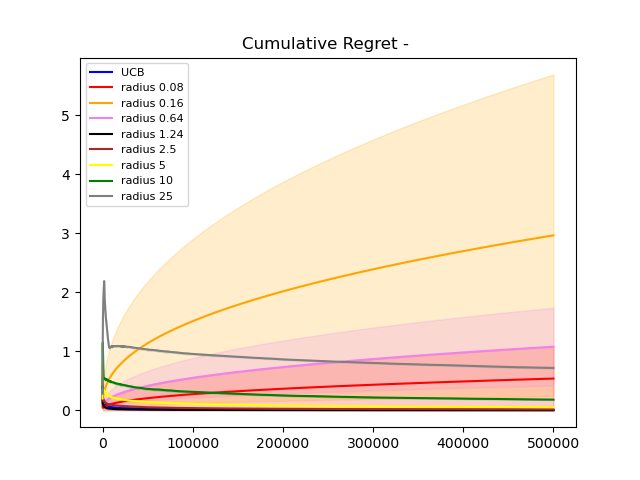 Cumulative Regret -
UCB
radius 0.08
radius 0.16
radius 0.64
radius 1.24
radius 2.5
radius 5
radius 10
radius 25
5
4
3
2
1
0
0 100000 200000 300000 400000 500000